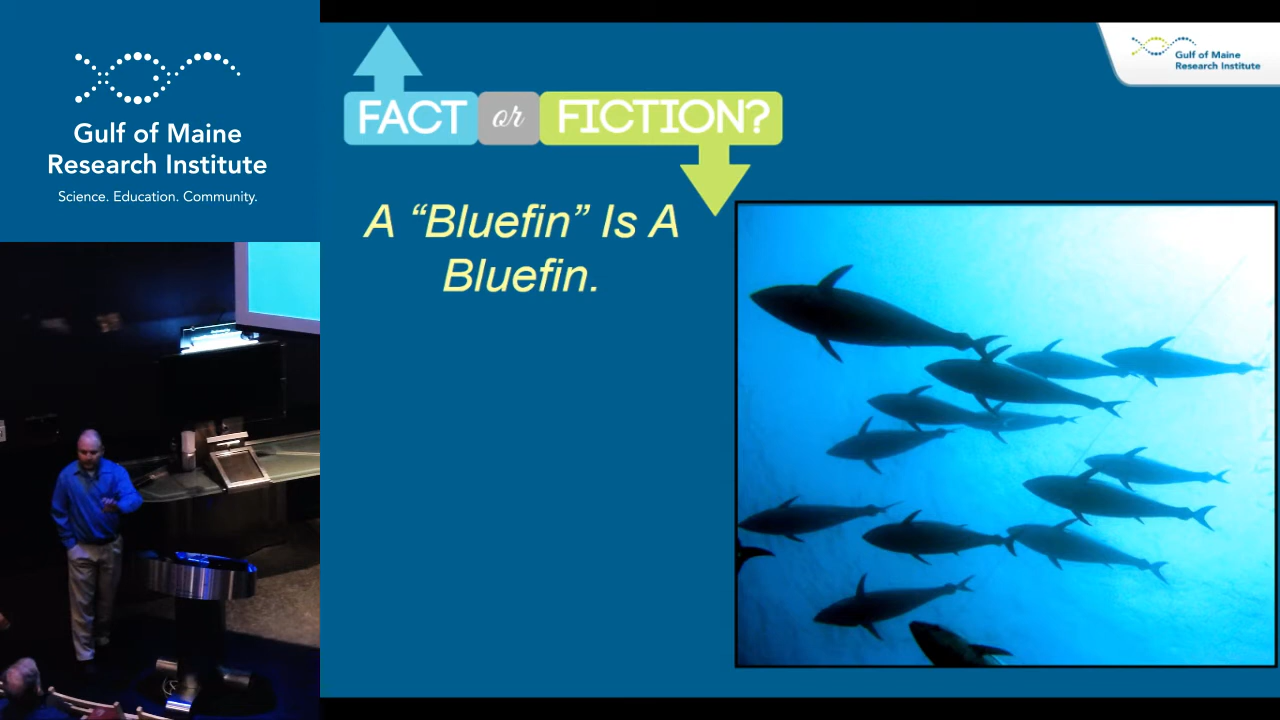 Gulf of Maine
Research Institute
Science. Education. Community.
FACT or FICTION?
Gulf of Maine
Research Institute
A “Bluefin” Is A
Bluefin.